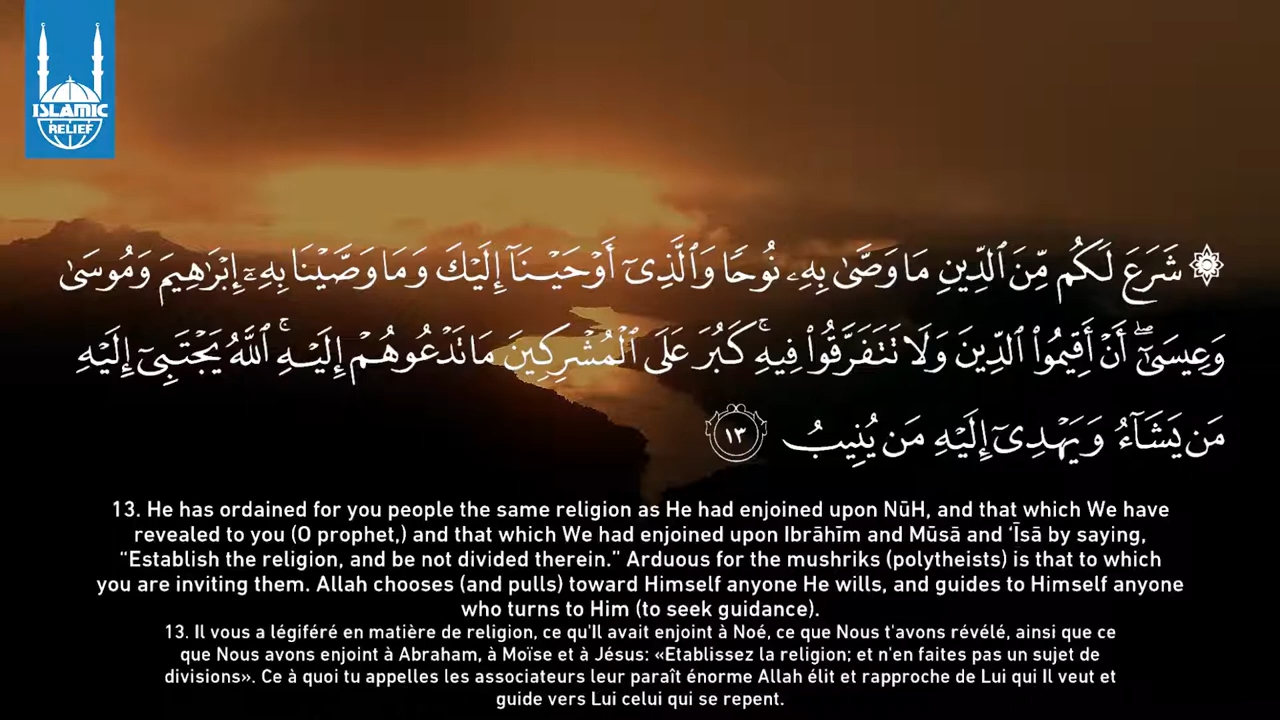 ISLAMIC
RELIEF
۞ شَرَعَ لَكُم مِّنَ ٱلدِّينِ مَا وَصَّىٰ بِهِۦ نُوحًا وَٱلَّذِىٓ أَوْحَيْنَآ إِلَيْكَ وَمَا وَصَّيْنَا بِهِۦٓ إِبْرَٰهِيمَ وَمُوسَىٰ
وَعِيسَىٰٓ ۖ أَنْ أَقِيمُوا۟ ٱلدِّينَ وَلَا تَتَفَرَّقُوا۟ فِيهِ ۚ كَبُرَ عَلَى ٱلْمُشْرِكِينَ مَا تَدْعُوهُمْ إِلَيْهِ ۚ ٱللَّهُ يَجْتَبِىٓ إِلَيْهِ
مَن يَشَآءُ وَيَهْدِىٓ إِلَيْهِ مَن يُنِيبُ ١٣
13. He has ordained for you people the same religion as He had enjoined upon NūH, and that which We have
revealed to you (O prophet,) and that which We had enjoined upon Ibrāhīm and Mūsā and ‘Īsā by saying,
“Establish the religion, and be not divided therein.” Arduous for the mushriks (polytheists) is that to which
you are inviting them. Allah chooses (and pulls) toward Himself anyone He wills, and guides to Himself anyone
who turns to Him (to seek guidance).
13. Il vous a légiféré en matière de religion, ce qu'Il avait enjoint à Noé, ce que Nous t'avons révélé, ainsi que ce
que Nous avons enjoint à Abraham, à Moïse et à Jésus: «Etablissez la religion; et n'en faites pas un sujet de
divisions». Ce à quoi tu appelles les associateurs leur paraît énorme Allah élit et rapproche de Lui qui Il veut et
guide vers Lui celui qui se repent.